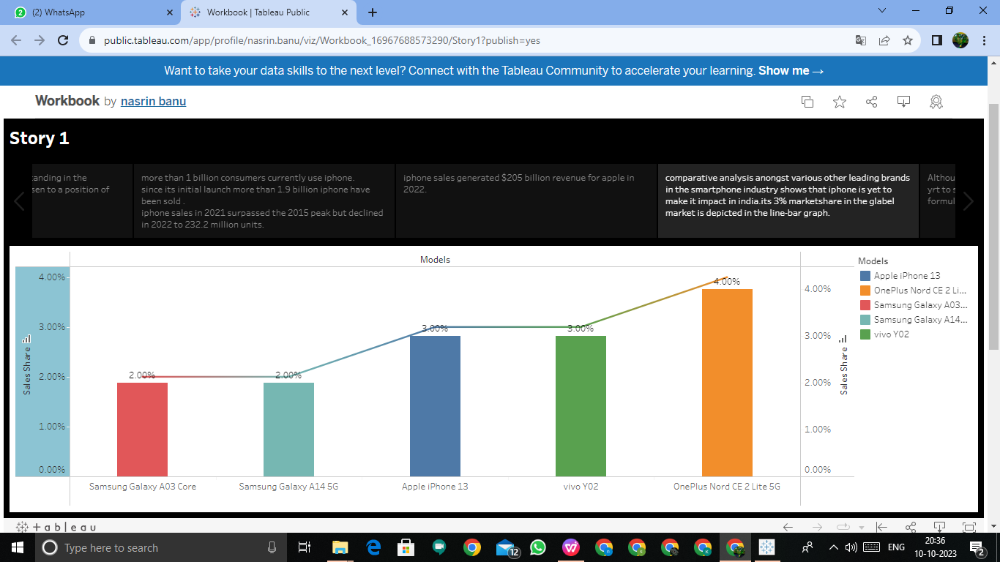 (2) WhatsApp
Workbook | Tableau Public
public.tableau.com/app/profile/nasrin.banu/viz/Workbook_16967688573290/Story1?publish=yes
Want to take your data skills to the next level? Connect with the Tableau Community to accelerate your learning. Show me →
Workbook by nasrin banu
Story 1
anding in the
sen to a position of
more than 1 billion consumers currently use iphone.
since its initial launch more than 1.9 billion iphone have
been sold .
iphone sales in 2021 surpassed the 2015 peak but declined
in 2022 to 232.2 million units.
iphone sales generated $205 billion revenue for apple in
2022.
comparative analysis anongst various other leading brands
in the smartphone industry shows that iphone is yet to
make it impact in india.its 3% marketshare in the glabel
market is depicted in the line-bar graph.
Althou
yrt to s
formul
Models
4.00%
3.00%
2.00%
1.00%
0.00%
Sales Share
2.00%
2.00%
3.00%
3.00%
4.00%
Samsung Galaxy A03 Core
Samsung Galaxy A14 5G
Apple iPhone 13
vivo Y02
OnePlus Nord CE 2 Lite 5G
4.00%
3.00%
2.00%
1.00%
0.00%
Sales Share
Models
Apple iPhone 13
OnePlus Nord CE 2 Li...
Samsung Galaxy A03...
Samsung Galaxy A14...
vivo Y02
+ a b | e a u
Type here to search
12
ENG
20:36
10-10-2023
2